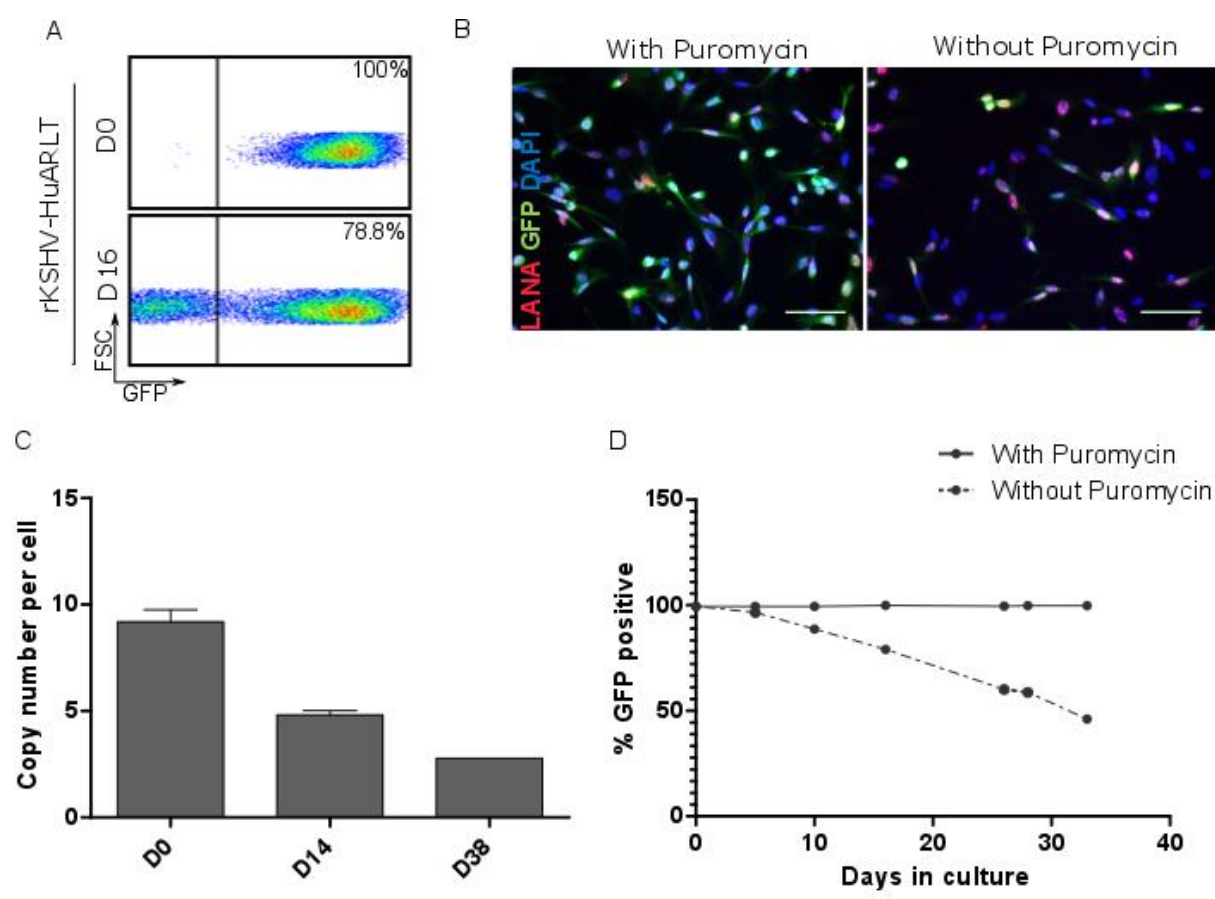 A
rKSHV-HuARLT
D0
100%
D16
78.8%
FSC
GFP
B
With Puromycin
Without Puromycin
LANA GFP DAPI
C
Copy number per cell
15
10
5
0
D0
D14
D38
D
With Puromycin
Without Puromycin
% GFP positive
150
100
50
0
0 10 20 30 40
Days in culture